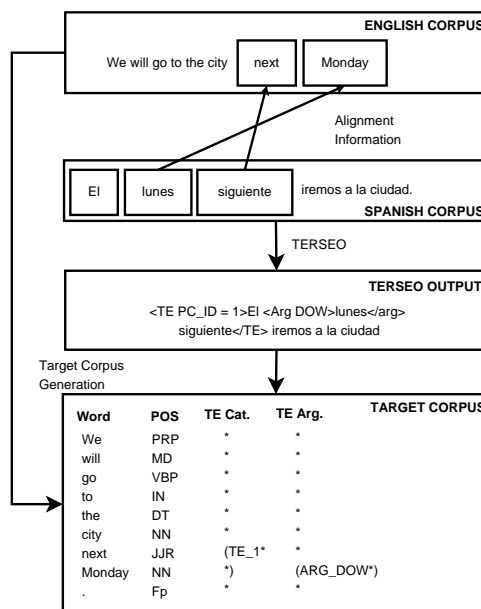 ENGLISH CORPUS
We will go to the city next Monday
Alignment
Information
El lunes siguiente iremos a la ciudad.
SPANISH CORPUS
TERSEO
TERSEO OUTPUT
<TE PC_ID = 1>El <Arg DOW>lunes</arg>
siguiente</TE> iremos a la ciudad
Target Corpus
Generation
TARGET CORPUS
Word POS TE Cat. TE Arg.
We PRP * *
will MD * *
go VBP * *
to IN * *
the DT * *
city NN * *
next JJR (TE_1* *
Monday NN *) (ARG_DOW*)
. Fp * *